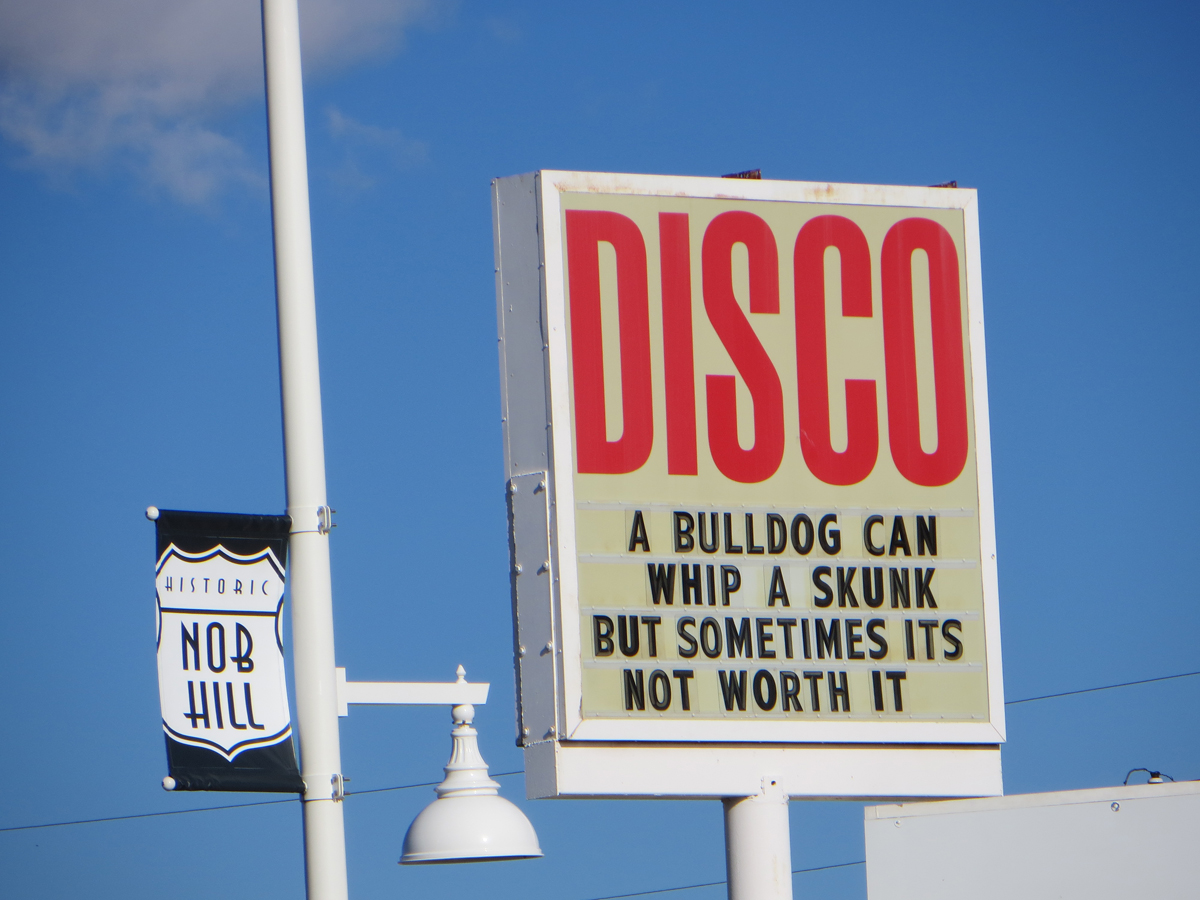 DISCO
A BULLDOG CAN
WHIP A SKUNK
BUT SOMETIMES ITS
NOT WORTH IT
HISTORIC
NOB
HILL